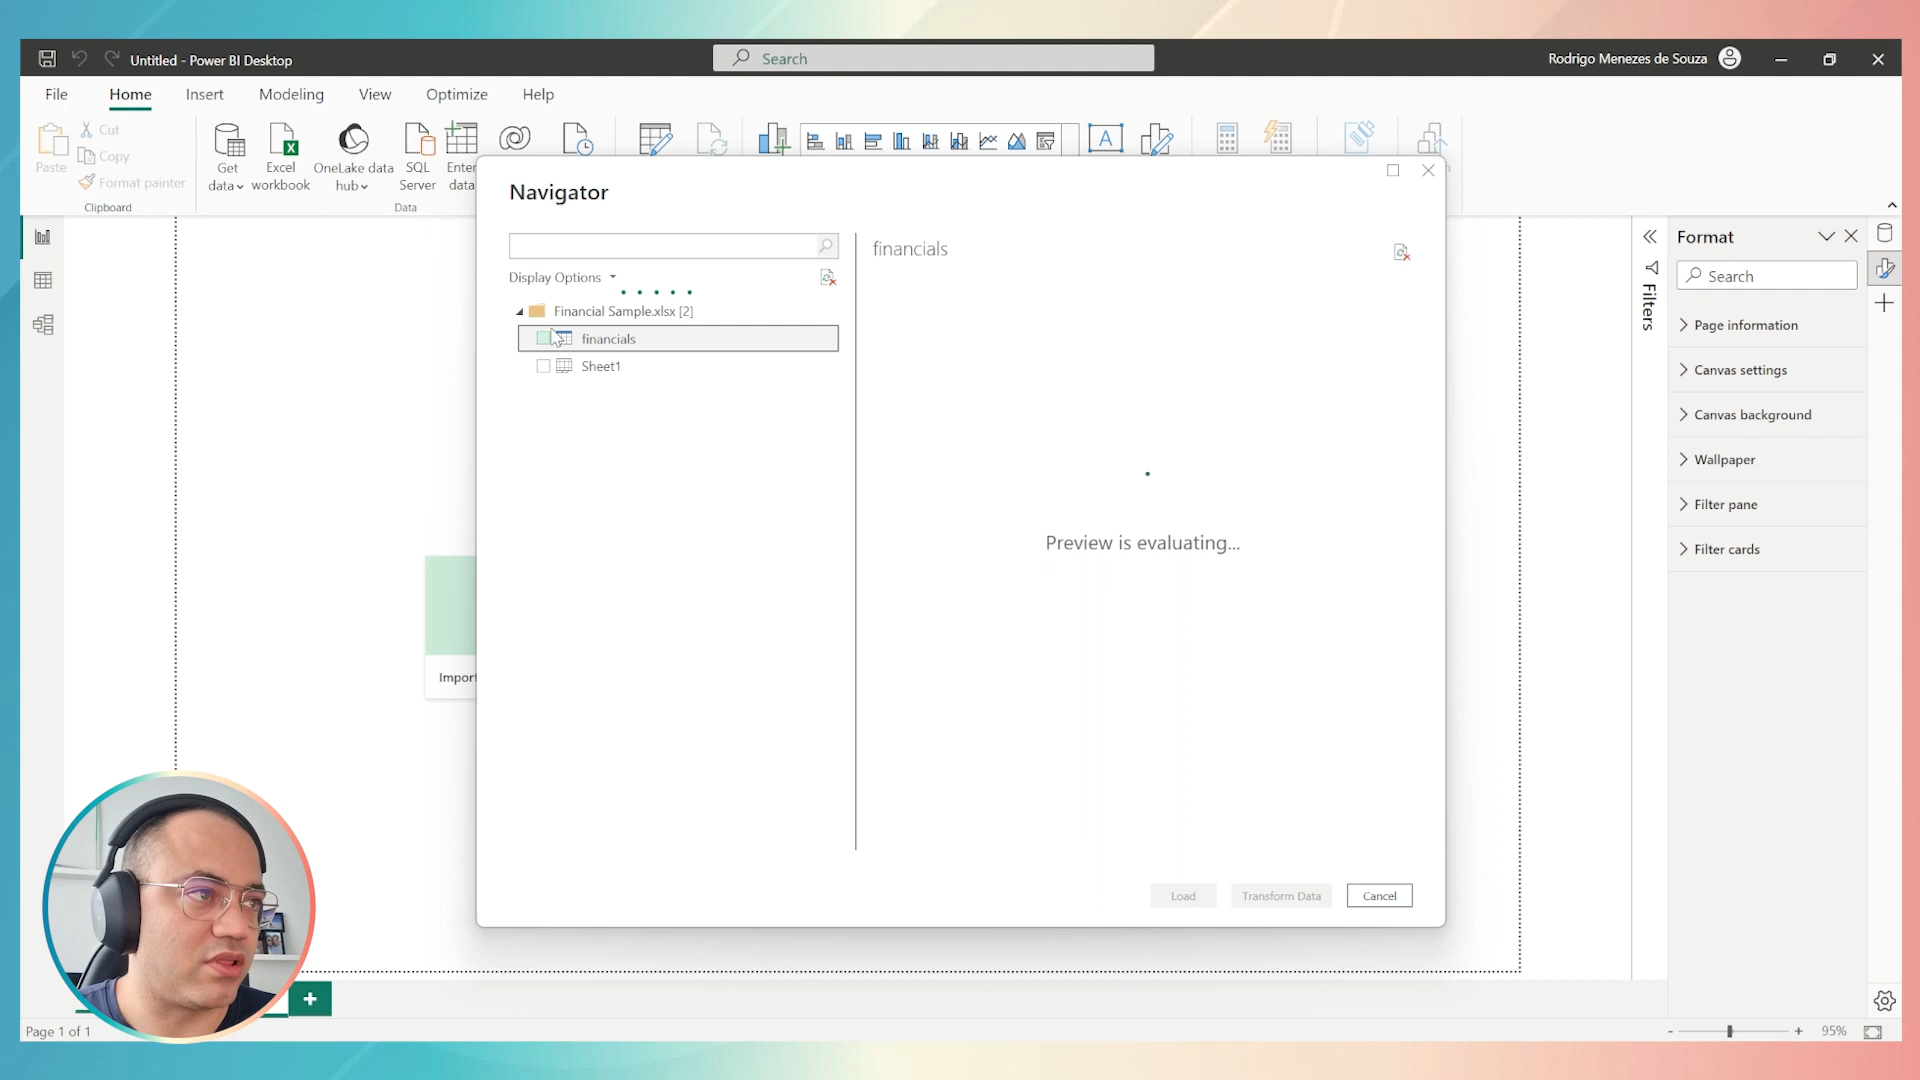 Untitled - Power BI Desktop
Search
Rodrigo Menezes de Souza
File
Home
Insert
Modeling
View
Optimize
Help
Paste
Cut
Copy
Format painter
Clipboard
Get
data
Excel
workbook
OneLake data
hub
SQL
Server
Enter
data
Data
Navigator
Display Options
Financial Sample.xlsx [2]
financials
Sheet1
financials
Preview is evaluating...
Load
Transform Data
Cancel
Import
Filters
Format
Search
Page information
Canvas settings
Canvas background
Wallpaper
Filter pane
Filter cards
Page 1 of 1
- + 95%